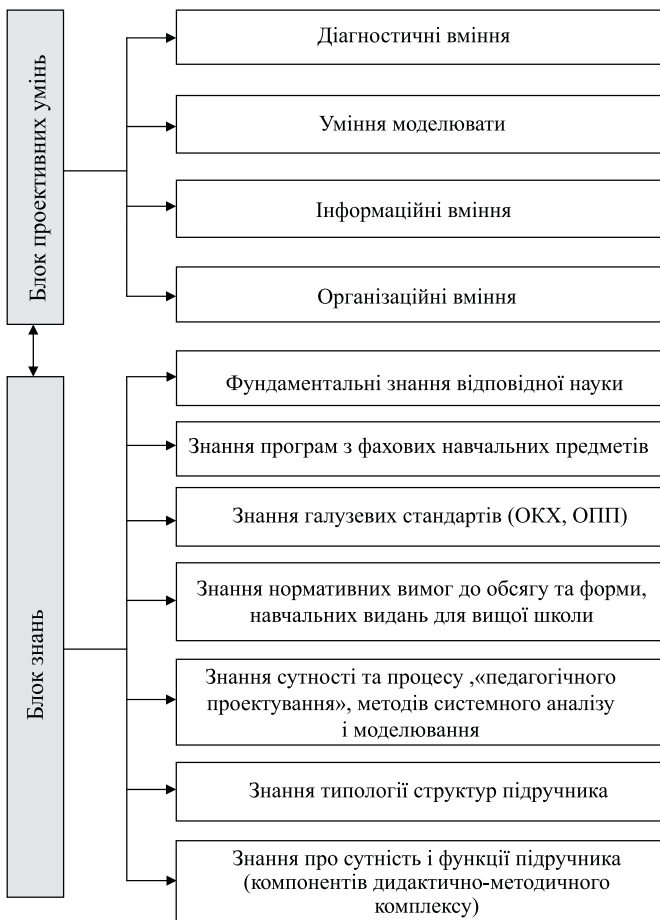 Блок проективних умінь
Діагностичні вміння
Уміння моделювати
Інформаційні вміння
Організаційні вміння
Блок знань
Фундаментальні знання відповідної науки
Знання програм з фахових навчальних предметів
Знання галузевих стандартів (ОКХ, ОПП)
Знання нормативних вимог до обсягу та форми,
навчальних видань для вищої школи
Знання сутності та процесу ,«педагогічного
проектування», методів системного аналізу
і моделювання
Знання типології структур підручника
Знання про сутність і функції підручника
(компонентів дидактично-методичного
комплексу)